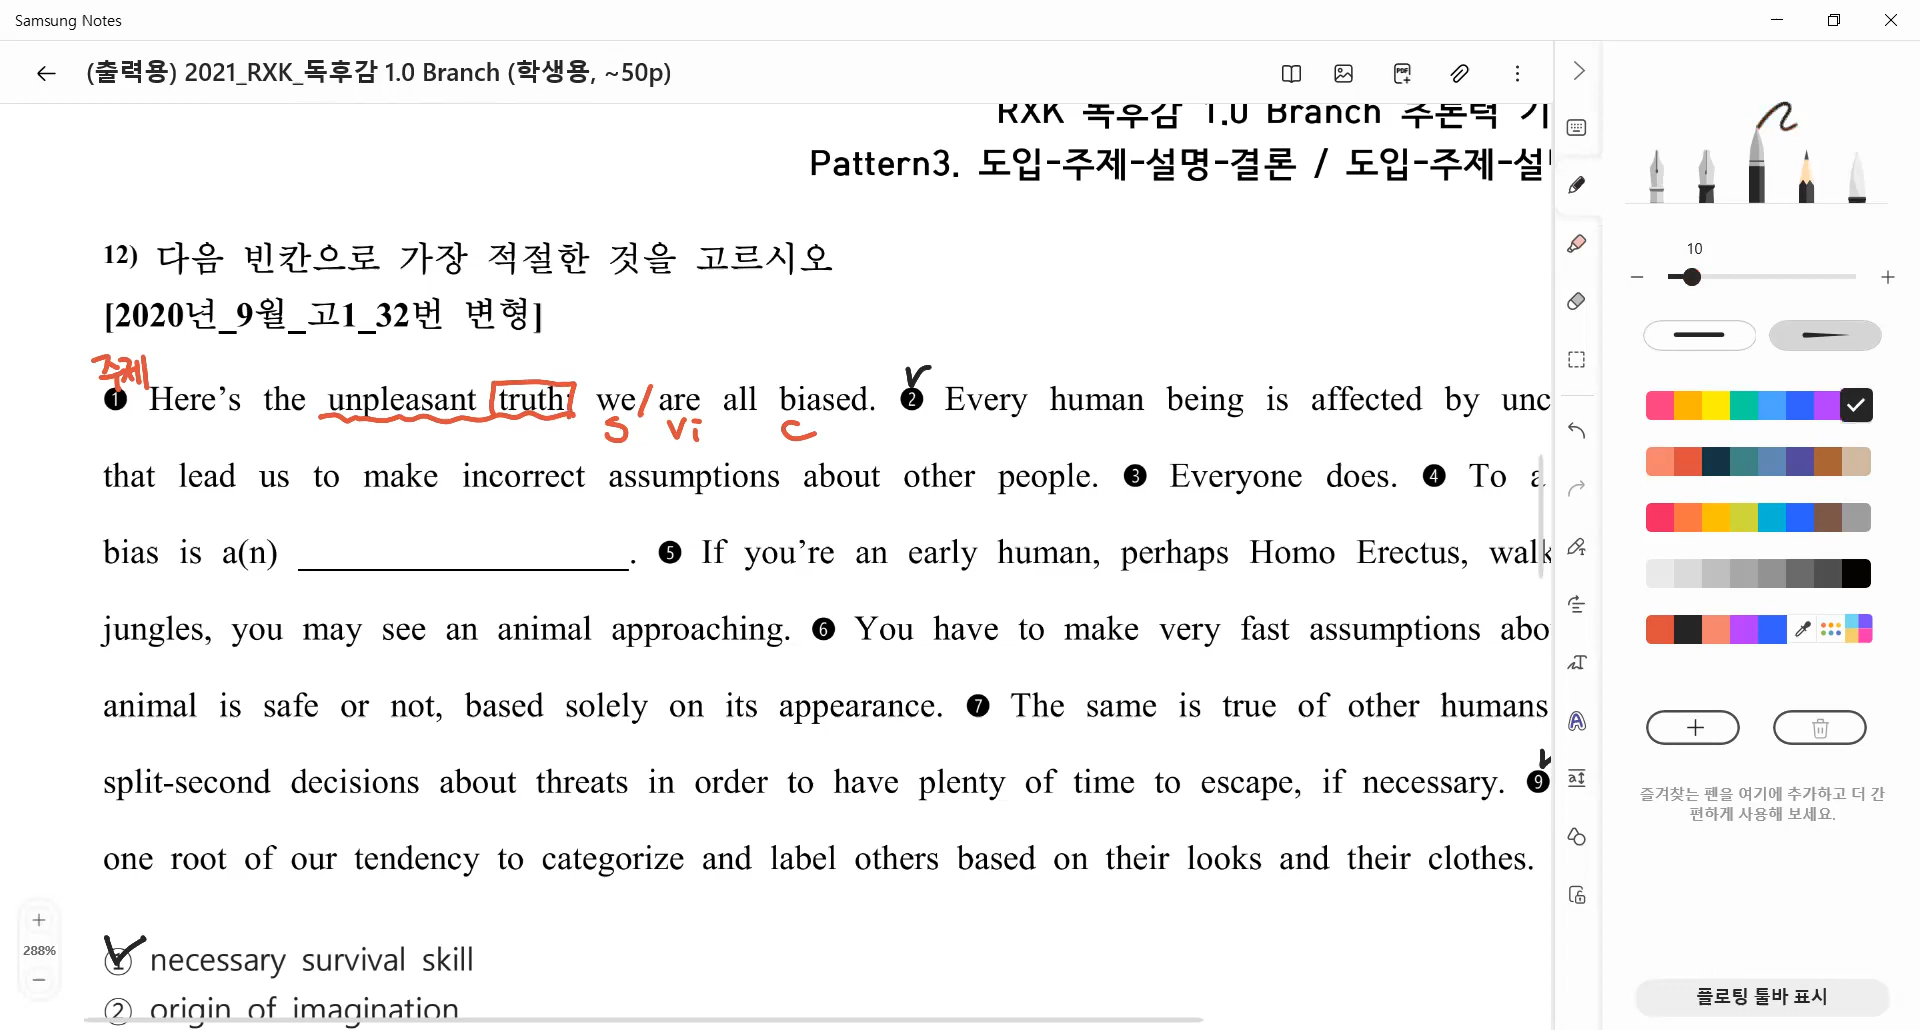 Samsung Notes
(출력용) 2021_RXK_독후감 1.0 Branch (학생용, ~50p)
RXK 독후감 1.0 Branch 추론력 기
Pattern3. 도입-주제-설명-결론 / 도입-주제-설명
10
12) 다음 빈칸으로 가장 적절한 것을 고르시오
[2020년_9월_고1_32번 변형]
주제
❶ Here's the unpleasant truth: we / are all biased. ❷ Every human being is affected by unc
S Vi C
that lead us to make incorrect assumptions about other people. ❸ Everyone does. ❹ To a
bias is a(n) ____________________. ❺ If you're an early human, perhaps Homo Erectus, walk
jungles, you may see an animal approaching. ❻ You have to make very fast assumptions abo
animal is safe or not, based solely on its appearance. ❼ The same is true of other humans
split-second decisions about threats in order to have plenty of time to escape, if necessary. ❾
one root of our tendency to categorize and label others based on their looks and their clothes.
① necessary survival skill
② origin of imagination
288%
즐겨찾는 펜을 여기에 추가하고 더 간
편하게 사용해 보세요.
플로팅 툴바 표시